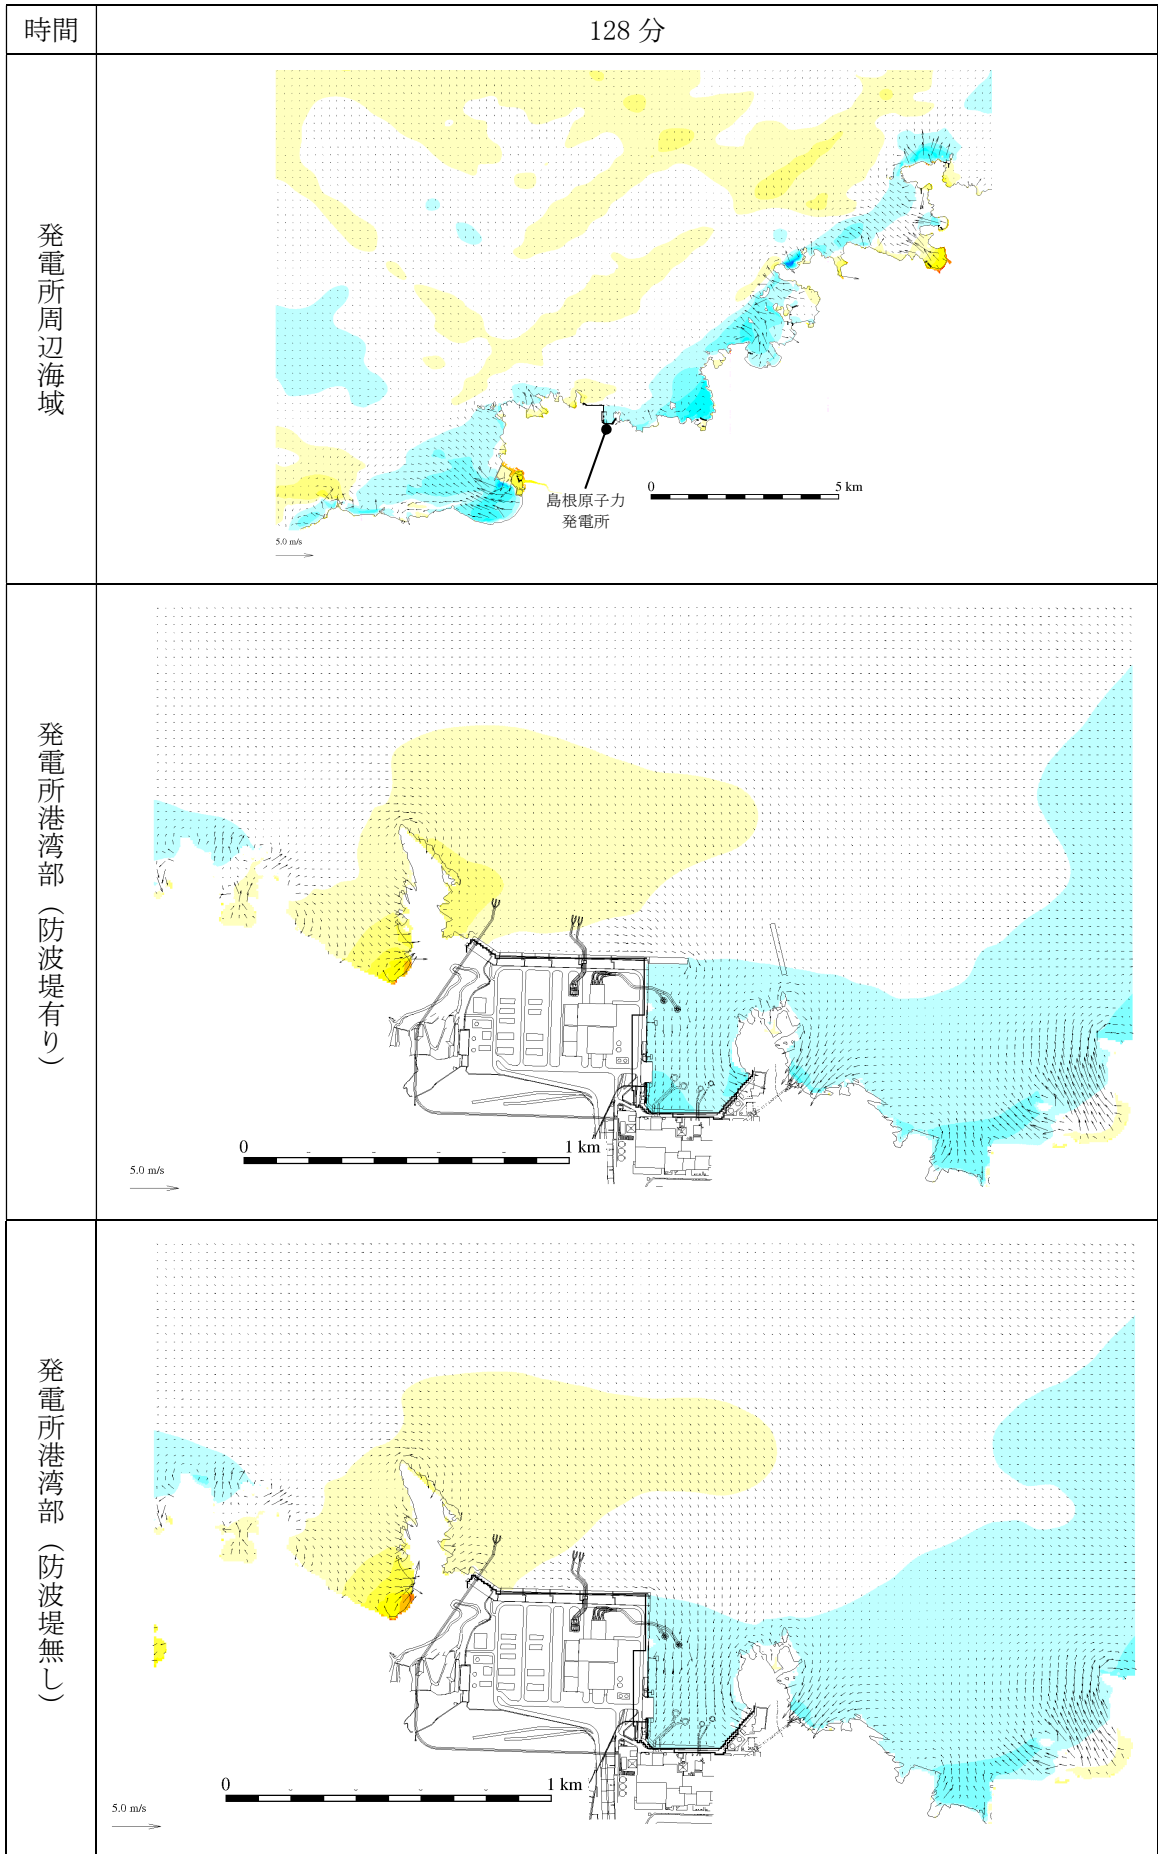 時間
128 分
発電所周辺海域
島根原子力
発電所
0
5 km
5.0 m/s
発電所港湾部（防波堤有り）
0
1 km
5.0 m/s
発電所港湾部（防波堤無し）
0
1 km
5.0 m/s